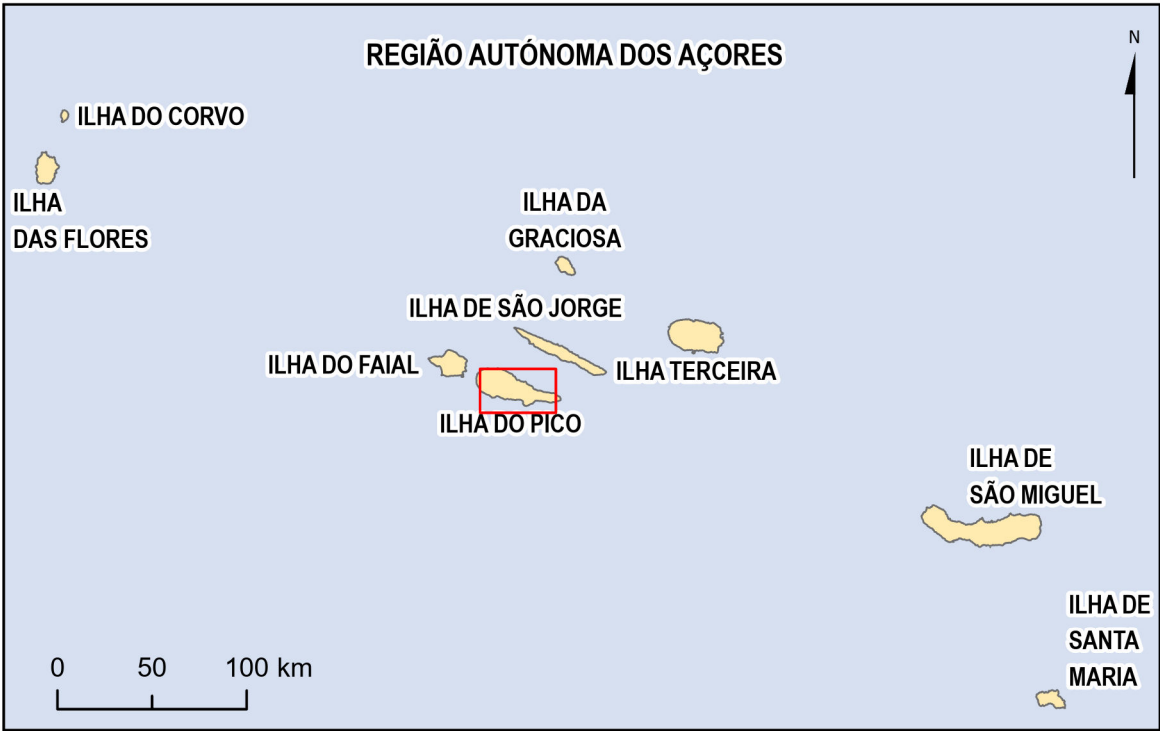 REGIÃO AUTÓNOMA DOS AÇORES
N
ILHA DO CORVO
ILHA
DAS FLORES
ILHA DA
GRACIOSA
ILHA DE SÃO JORGE
ILHA DO FAIAL
ILHA TERCEIRA
ILHA DO PICO
ILHA DE
SÃO MIGUEL
ILHA DE
SANTA
MARIA
0 50 100 km